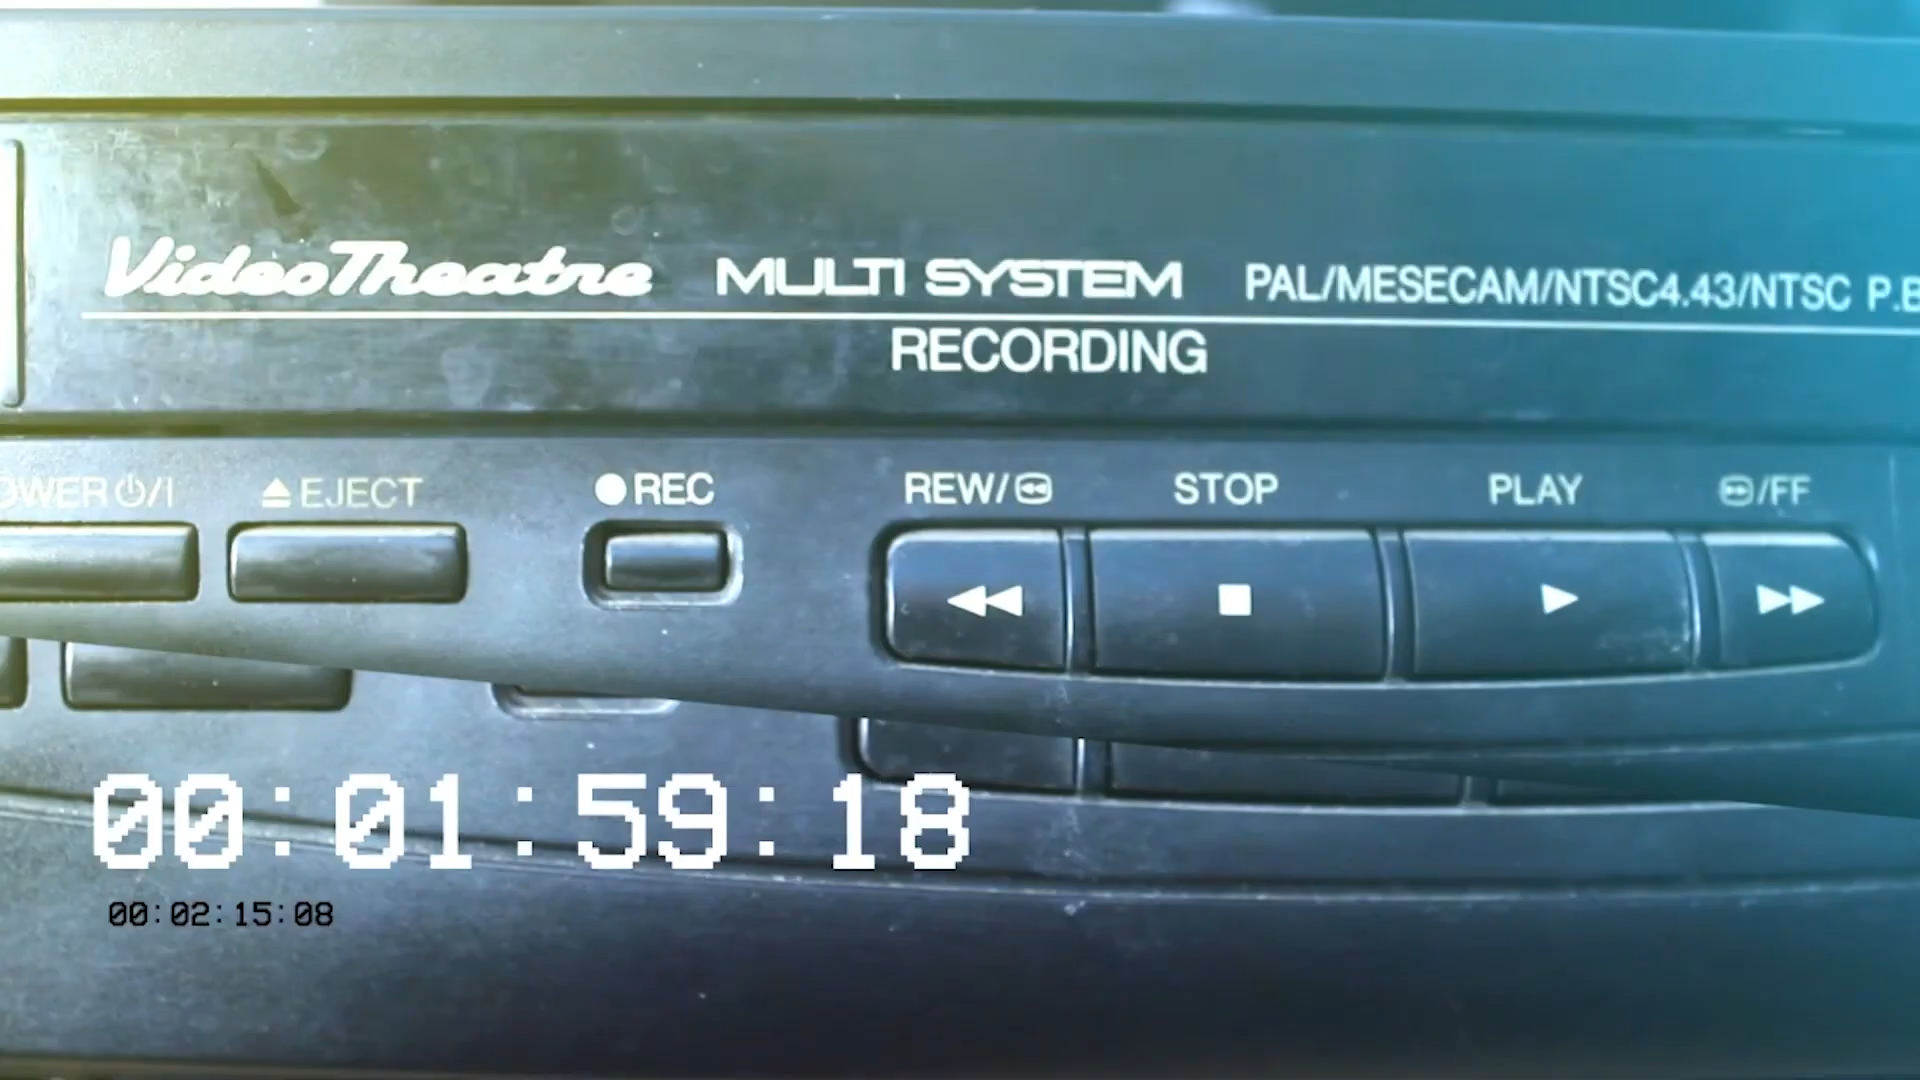 VideoTheatre MULTI SYSTEM PAL/MESECAM/NTSC4.43/NTSC
RECORDING
EJECT REC REW/ STOP PLAY /FF
00:01:59:18
00:02:15:08